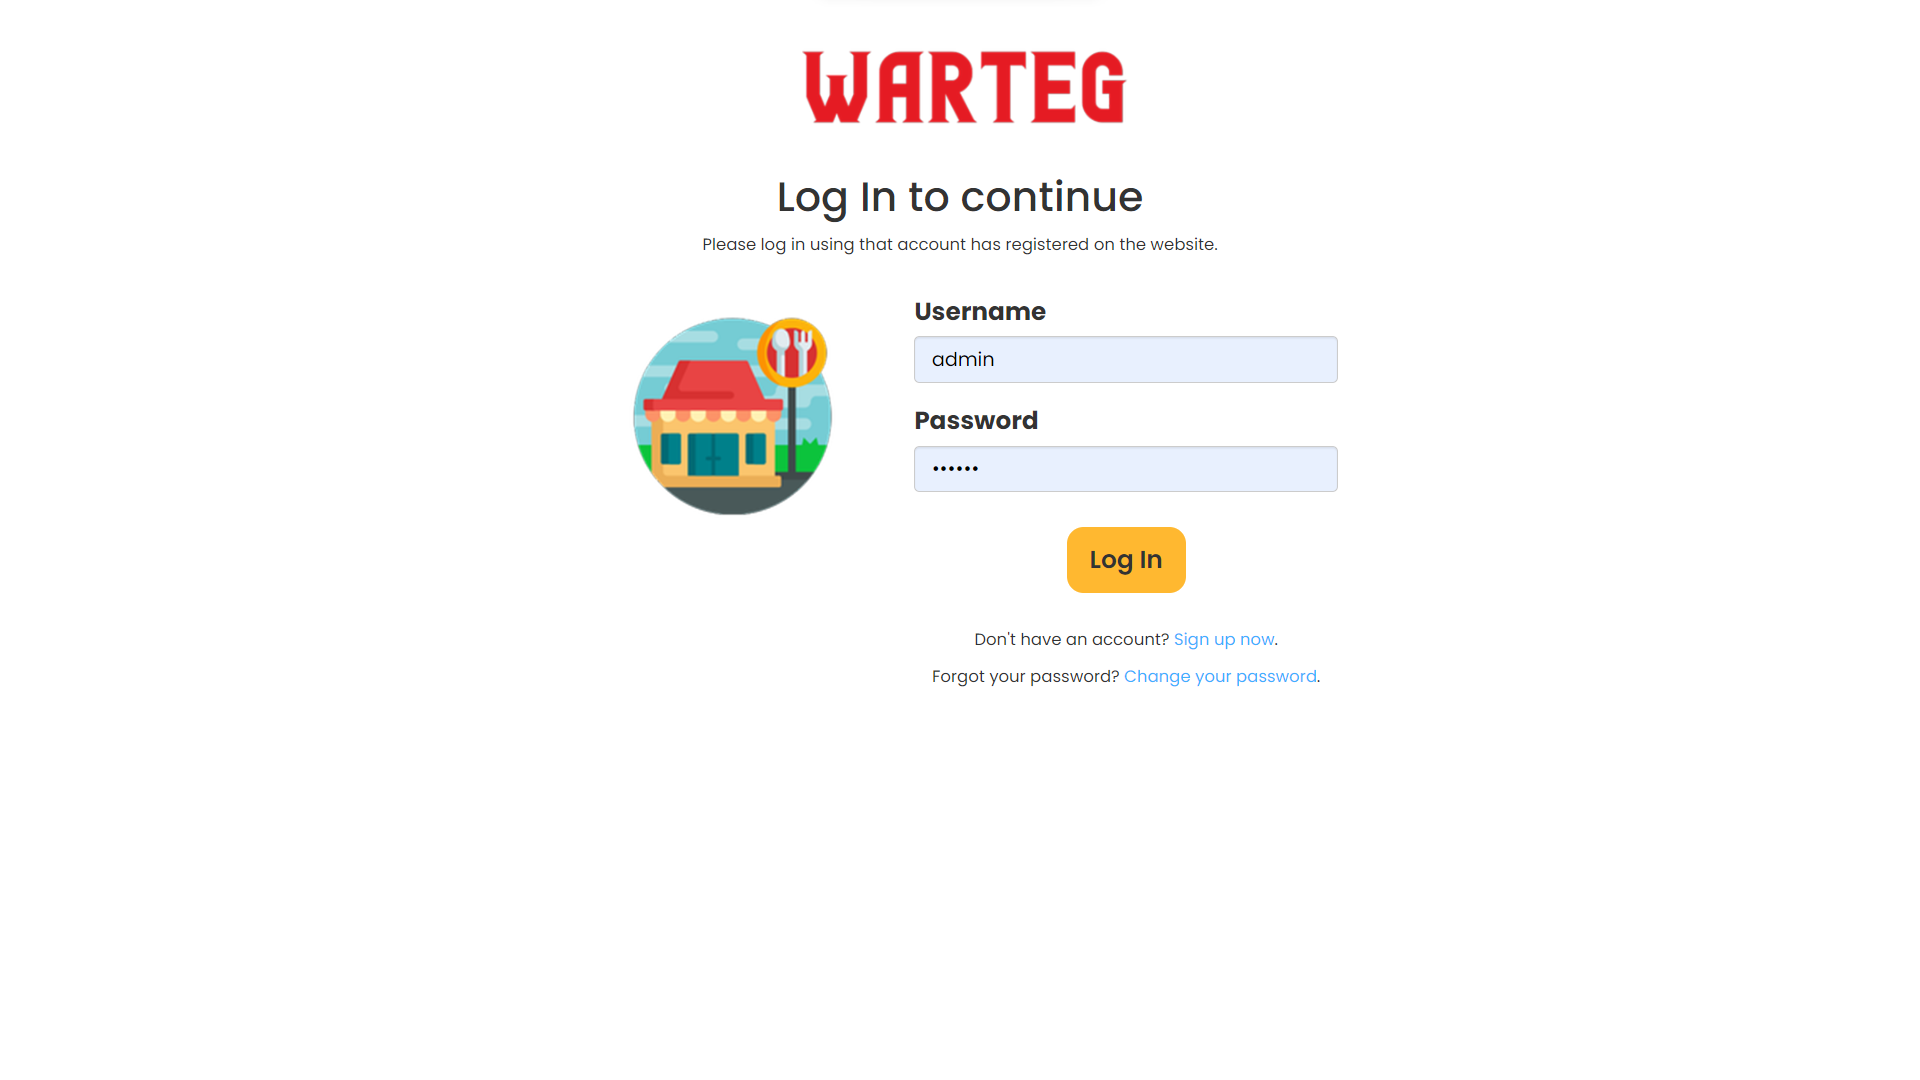 WARTEG
Log In to continue
Please log in using that account has registered on the website.
Username
admin
Password
••••••
Log In
Don't have an account? Sign up now.
Forgot your password? Change your password.